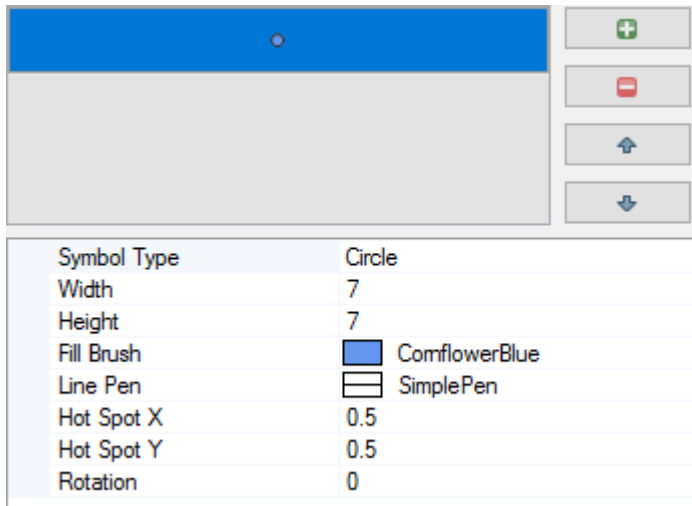 Symbol Type Circle
Width 7
Height 7
Fill Brush CornflowerBlue
Line Pen SimplePen
Hot Spot X 0.5
Hot Spot Y 0.5
Rotation 0